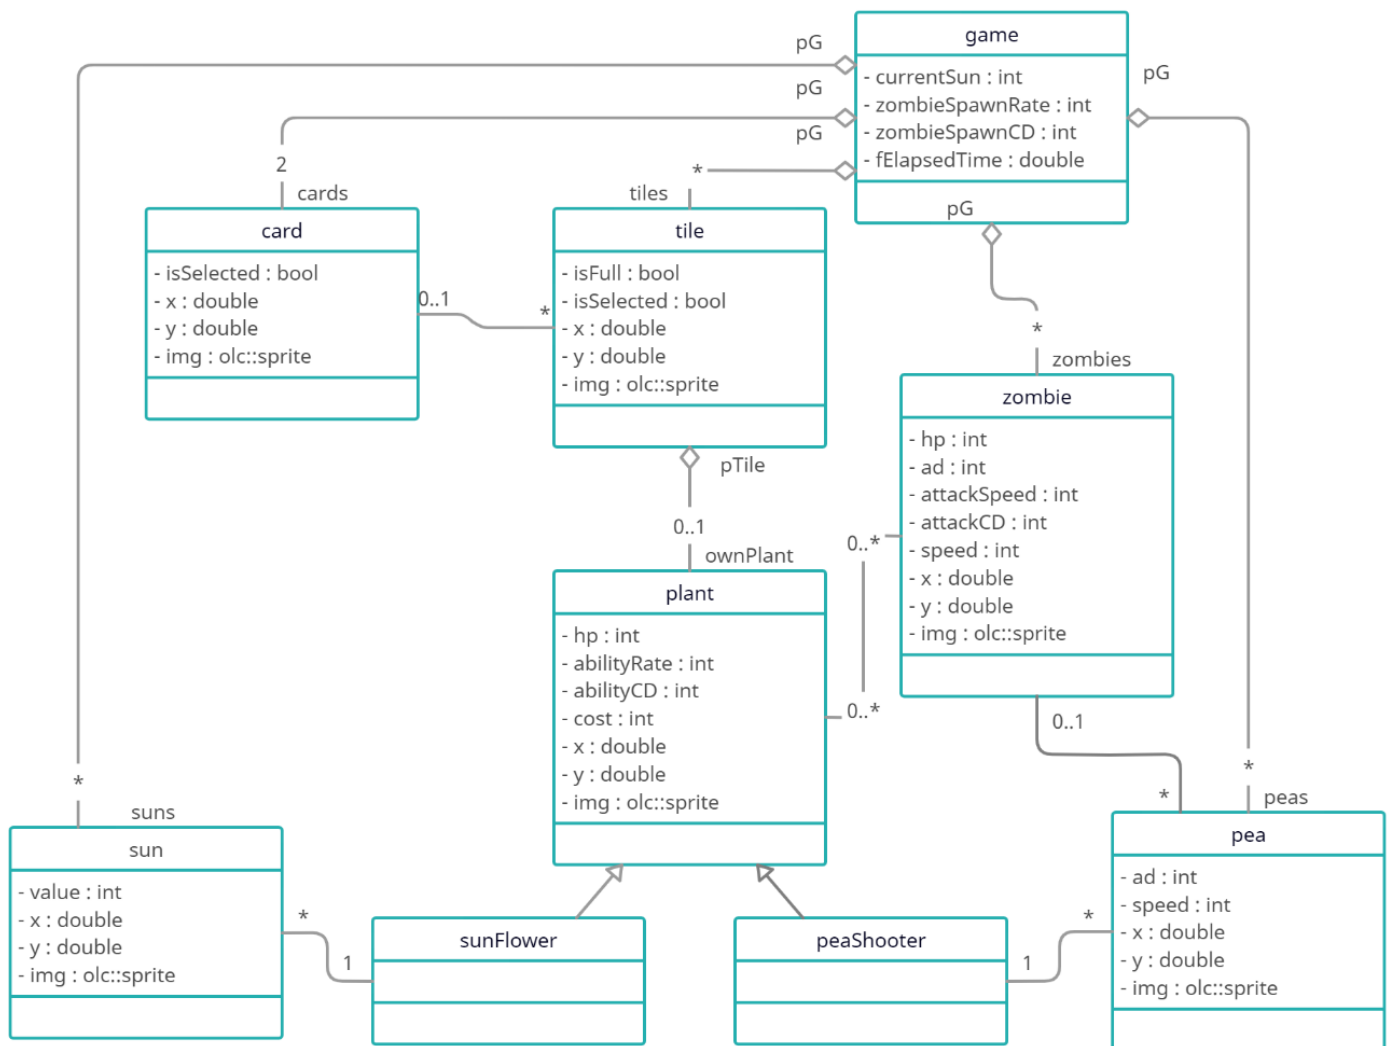 pG
game
- currentSun : int
- zombieSpawnRate : int
- zombieSpawnCD : int
- fElapsedTime : double
pG
pG
pG
pG
2
cards
card
- isSelected : bool
- x : double
- y : double
- img : olc::sprite
0..1
*
*
tiles
tile
- isFull : bool
- isSelected : bool
- x : double
- y : double
- img : olc::sprite
pTile
0..1
ownPlant
*
zombies
zombie
- hp : int
- ad : int
- attackSpeed : int
- attackCD : int
- speed : int
- x : double
- y : double
- img : olc::sprite
0..*
0..*
plant
- hp : int
- abilityRate : int
- abilityCD : int
- cost : int
- x : double
- y : double
- img : olc::sprite
0..1
*
*
peas
pea
- ad : int
- speed : int
- x : double
- y : double
- img : olc::sprite
*
suns
sun
- value : int
- x : double
- y : double
- img : olc::sprite
*
1
sunFlower
peaShooter
1
*